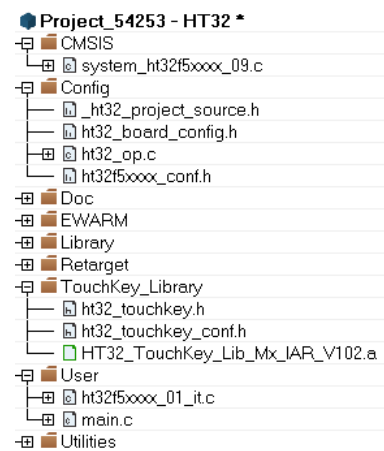 Project_54253 - HT32 *
CMSIS
system_ht32f5xxxx_09.c
Config
_ht32_project_source.h
ht32_board_config.h
ht32_op.c
ht32f5xxxx_conf.h
Doc
EWARM
Library
Retarget
TouchKey_Library
ht32_touchkey.h
ht32_touchkey_conf.h
HT32_TouchKey_Lib_Mx_IAR_V102.a
User
ht32f5xxxx_01_it.c
main.c
Utilities